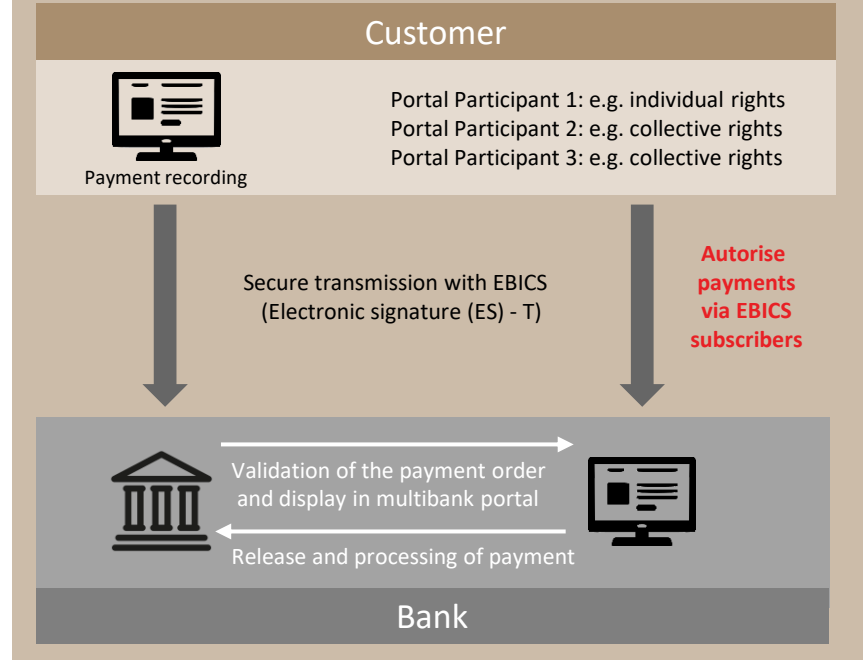 Customer
Portal Participant 1: e.g. individual rights
Portal Participant 2: e.g. collective rights
Portal Participant 3: e.g. collective rights
Payment recording
Secure transmission with EBICS
(Electronic signature (ES) - T)
Autorise
payments
via EBICS
subscribers
Validation of the payment order
and display in multibank portal
Release and processing of payment
Bank